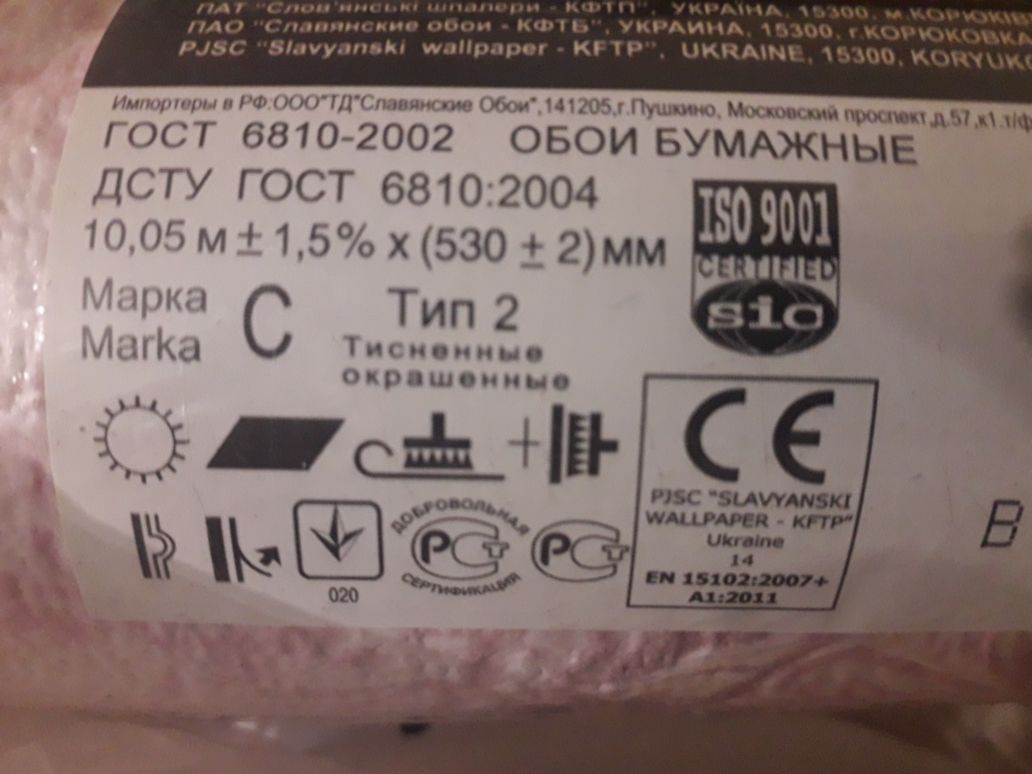 ПАТ "Слов'янські шпалери - КФТП", УКРАЇНА, 15300, м.КОРЮКІВ
ПАО "Славянские обои - КФТБ", УКРАИНА, 15300, г.КОРЮКОВКА
PJSC "Slavyanski wallpaper - KFTP", UKRAINE, 15300, KORYUKO
Импортеры в РФ.ООО"ТД"Славянские Обои",141205,г.Пушкино, Московский проспект,д.57,к1.т/ф
ГОСТ 6810-2002 ОБОИ БУМАЖНЫЕ
ДСТУ ГОСТ 6810:2004
10,05 м ± 1,5% х (530 ± 2) мм
ISO 9001
CERTIFIED
sic
Марка
Marka
С
Тип 2
Тисненные
окрашенные
CE
PJSC "SLAVYANSKI
WALLPAPER - KFTP"
Ukraine
14
EN 15102:2007+
A1:2011
020
ДОБРОВОЛЬНАЯ
РСТ
СЕРТИФИКАЦИЯ
РСТ
В